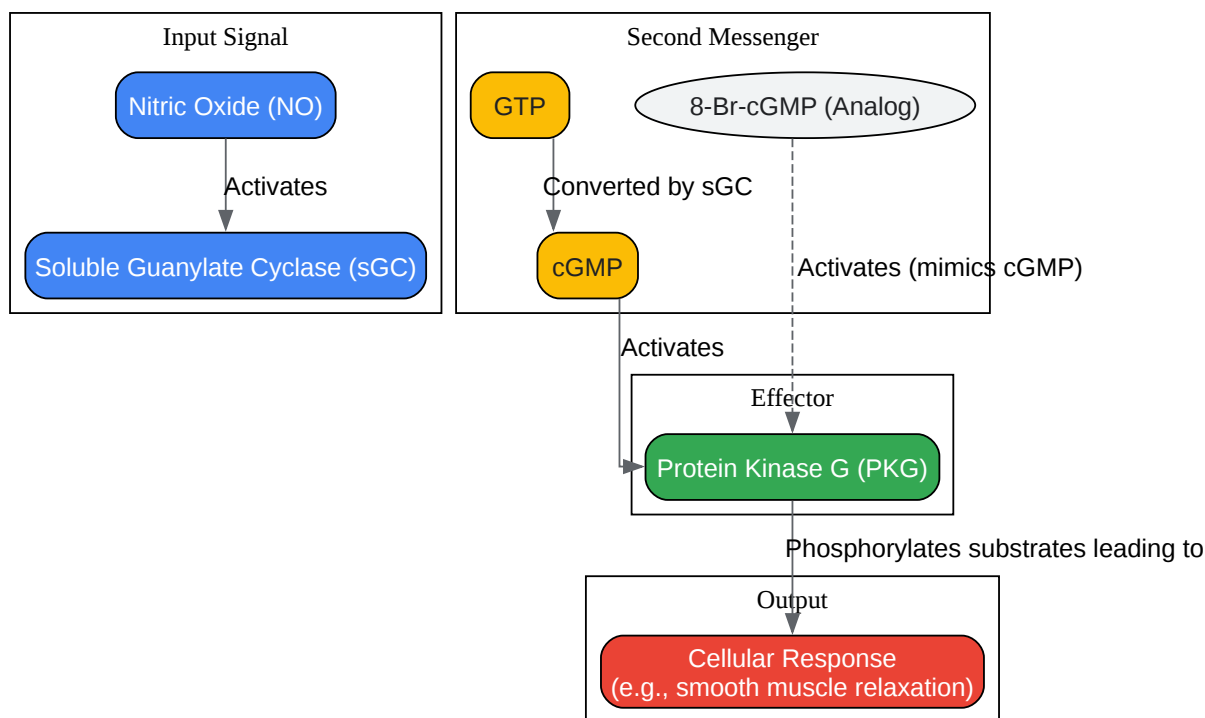 Input Signal
Nitric Oxide (NO)
Activates
Soluble Guanylate Cyclase (sGC)
Second Messenger
GTP
8-Br-cGMP (Analog)
Converted by sGC
cGMP
Activates (mimics cGMP)
Activates
Effector
Protein Kinase G (PKG)
Phosphorylates substrates leading to
Output
Cellular Response
(e.g., smooth muscle relaxation)